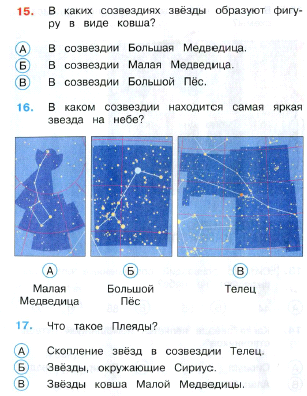 15. В каких созвездиях звёзды образуют фигу-
ру в виде ковша?
А В созвездии Большая Медведица.
Б В созвездии Малая Медведица.
В В созвездии Большой Пёс.
16. В каком созвездии находится самая яркая
звезда на небе?
А Б В
Малая Медведица Большой Пёс Телец
17. Что такое Плеяды?
А Скопление звёзд в созвездии Телец.
Б Звёзды, окружающие Сириус.
В Звёзды ковша Малой Медведицы.